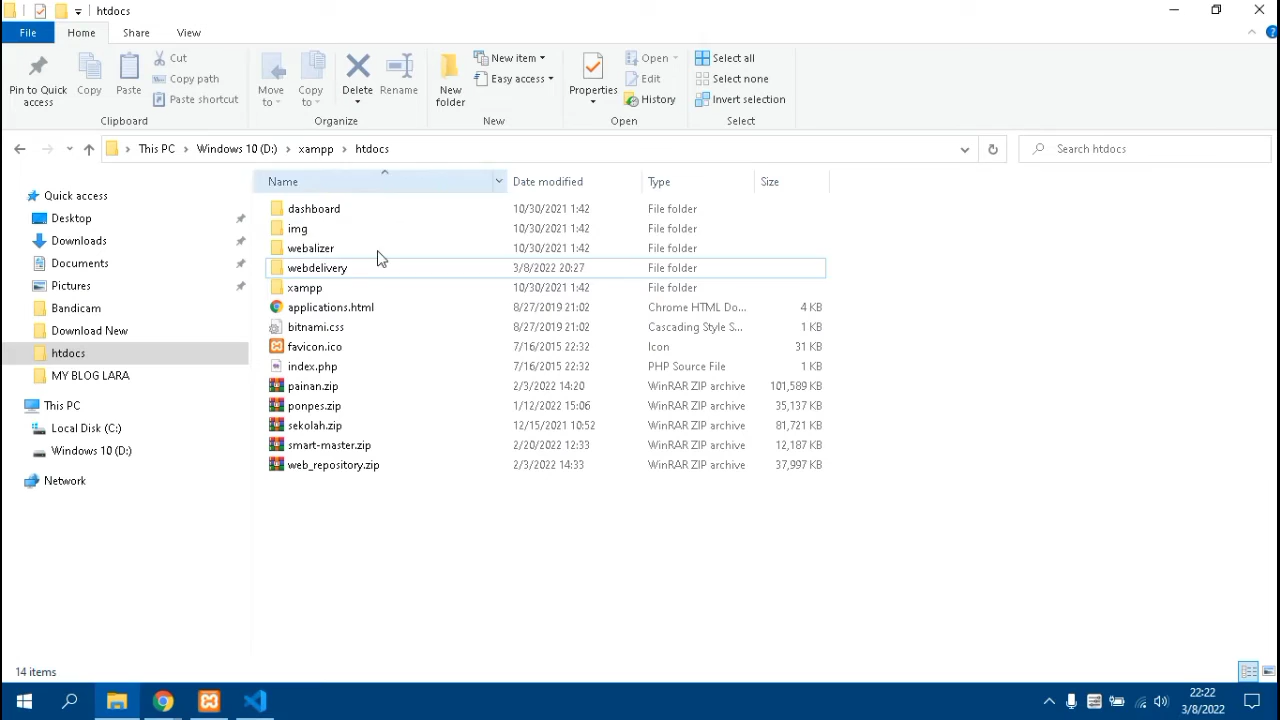 htdocs
File Home Share View
Pin to Quick access
Copy
Paste
Cut
Copy path
Paste shortcut
Clipboard
Move to
Copy to
Delete
Rename
Organize
New folder
New item
Easy access
New
Properties
Open
Edit
History
Open
Select all
Select none
Invert selection
Select
This PC Windows 10 (D:) xampp htdocs
Search htdocs
Quick access
Desktop
Downloads
Documents
Pictures
Bandicam
Download New
htdocs
MY BLOG LARA
This PC
Local Disk (C:)
Windows 10 (D:)
Network
Name Date modified Type Size
dashboard 10/30/2021 1:42 File folder
img 10/30/2021 1:42 File folder
webalizer 10/30/2021 1:42 File folder
webdelivery 3/8/2022 20:27 File folder
xampp 10/30/2021 1:42 File folder
applications.html 8/27/2019 21:02 Chrome HTML Do... 4 KB
bitnami.css 8/27/2019 21:02 Cascading Style S... 1 KB
favicon.ico 7/16/2015 22:32 Icon 31 KB
index.php 7/16/2015 22:32 PHP Source File 1 KB
painan.zip 2/3/2022 14:20 WinRAR ZIP archive 101,589 KB
ponpes.zip 1/12/2022 15:06 WinRAR ZIP archive 35,137 KB
sekolah.zip 12/15/2021 10:52 WinRAR ZIP archive 81,721 KB
smart-master.zip 2/20/2022 12:33 WinRAR ZIP archive 12,187 KB
web_repository.zip 2/3/2022 14:33 WinRAR ZIP archive 37,997 KB
14 items
22:22
3/8/2022